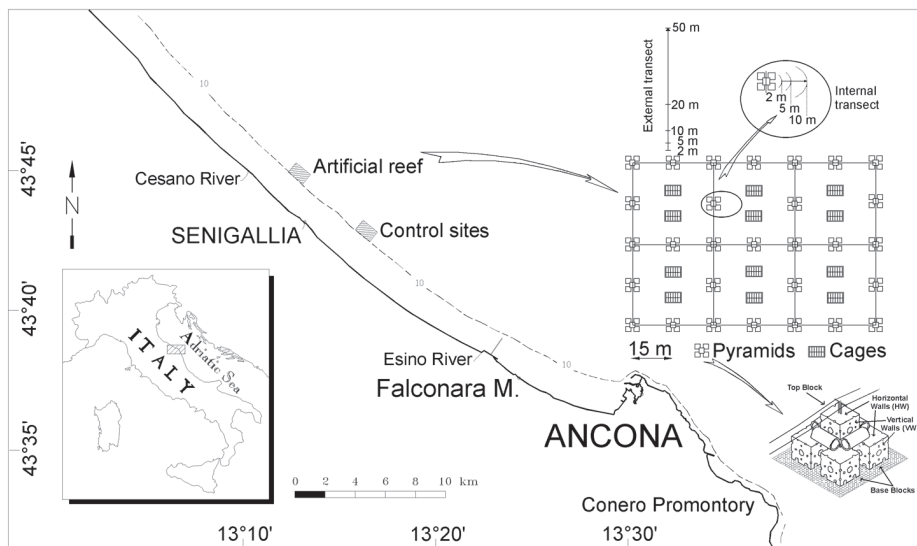 50 m
External transect
20 m
10 m
5 m
2 m
2 m
5 m
10 m
Internal
transect
10
43°45'
Artificial reef
Cesano River
N
SENIGALLIA
Control sites
10
43°40'
ITALY
Adriatic Sea
Esino River
10
15 m
Pyramids
Cages
Falconara M.
Top Block
Horizontal
Walls (HW)
Vertical
Walls (VW
Base Blocks
ANCONA
43°35'
0 2 4 6 8 10 km
Conero Promontory
13°10'
13°20'
13°30'